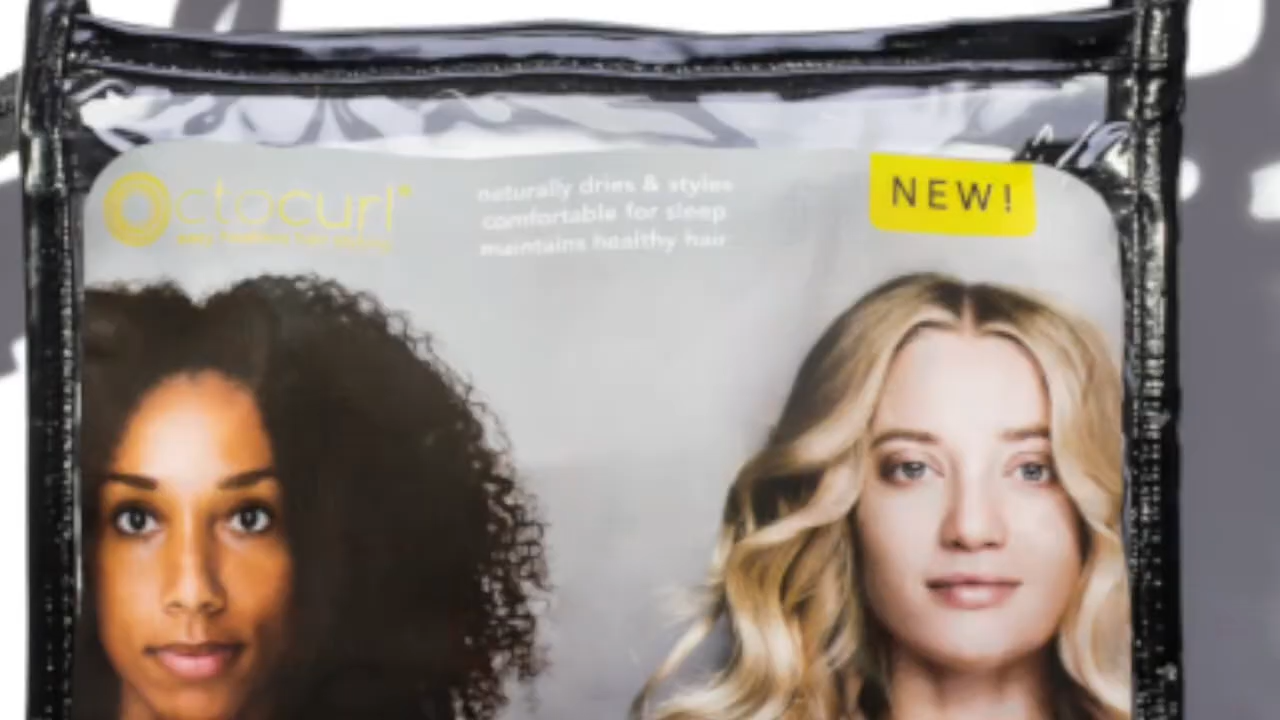 Octocurl
naturally dries & styles
comfortable for sleep
maintains healthy hair
NEW!